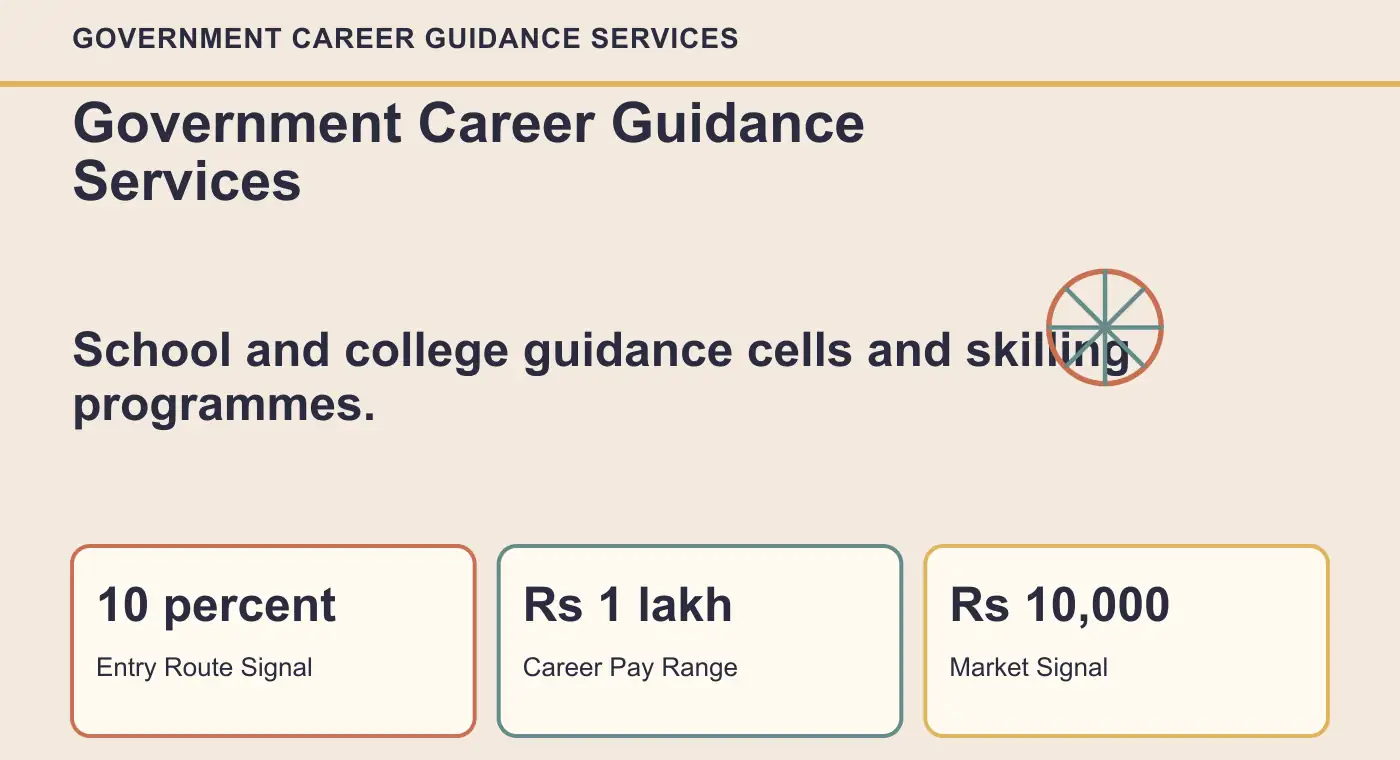 GOVERNMENT CAREER GUIDANCE SERVICES
Government Career Guidance
Services
School and college guidance cells and skilling
programmes.
10 percent
Entry Route Signal
Rs 1 lakh
Career Pay Range
Rs 10,000
Market Signal